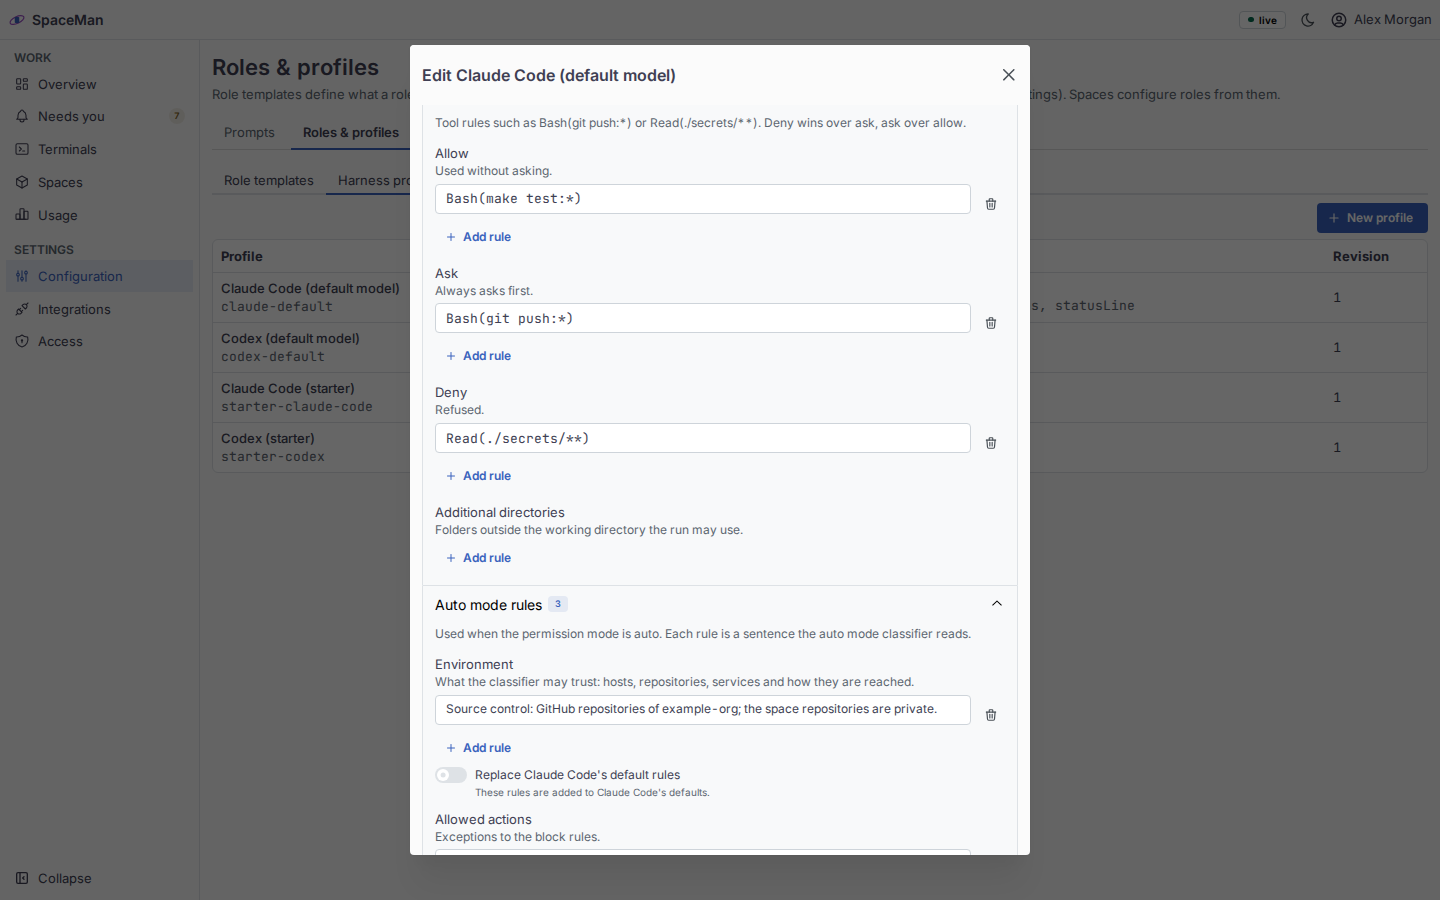 SpaceMan
live
Alex Morgan
WORK
Overview
Needs you
7
Terminals
Spaces
Usage
SETTINGS
Configuration
Integrations
Access
Collapse
Roles & profiles
Role templates define what a role
tings). Spaces configure roles from them.
Prompts
Roles & profiles
Role templates
Harness pro
New profile
Profile
Revision
Claude Code (default model)
claude-default
s, statusLine
1
Codex (default model)
codex-default
1
Claude Code (starter)
starter-claude-code
1
Codex (starter)
starter-codex
1
Edit Claude Code (default model)
Tool rules such as Bash(git push:*) or Read(./secrets/**). Deny wins over ask, ask over allow.
Allow
Used without asking.
Bash(make test:*)
Add rule
Ask
Always asks first.
Bash(git push:*)
Add rule
Deny
Refused.
Read(./secrets/**)
Add rule
Additional directories
Folders outside the working directory the run may use.
Add rule
Auto mode rules 3
Used when the permission mode is auto. Each rule is a sentence the auto mode classifier reads.
Environment
What the classifier may trust: hosts, repositories, services and how they are reached.
Source control: GitHub repositories of example-org; the space repositories are private.
Add rule
Replace Claude Code's default rules
These rules are added to Claude Code's defaults.
Allowed actions
Exceptions to the block rules.